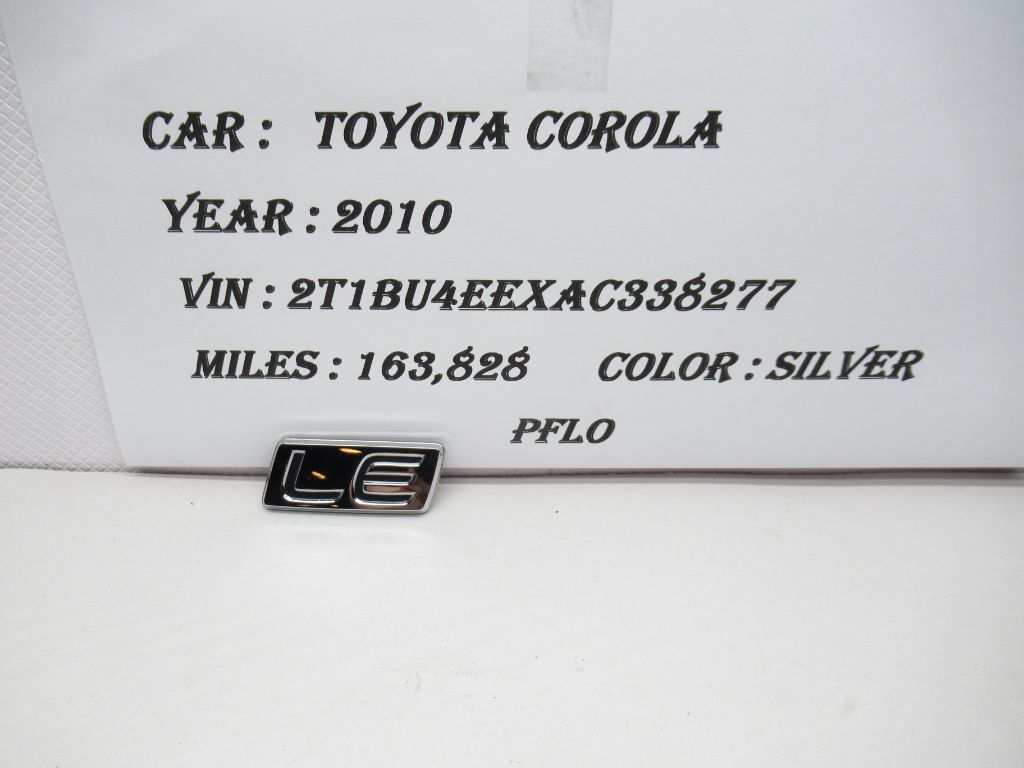 CAR : TOYOTA COROLA
YEAR : 2010
VIN : 2T1BU4EEXAC338277
MILES : 163,828 COLOR : SILVER
PFLO
LE